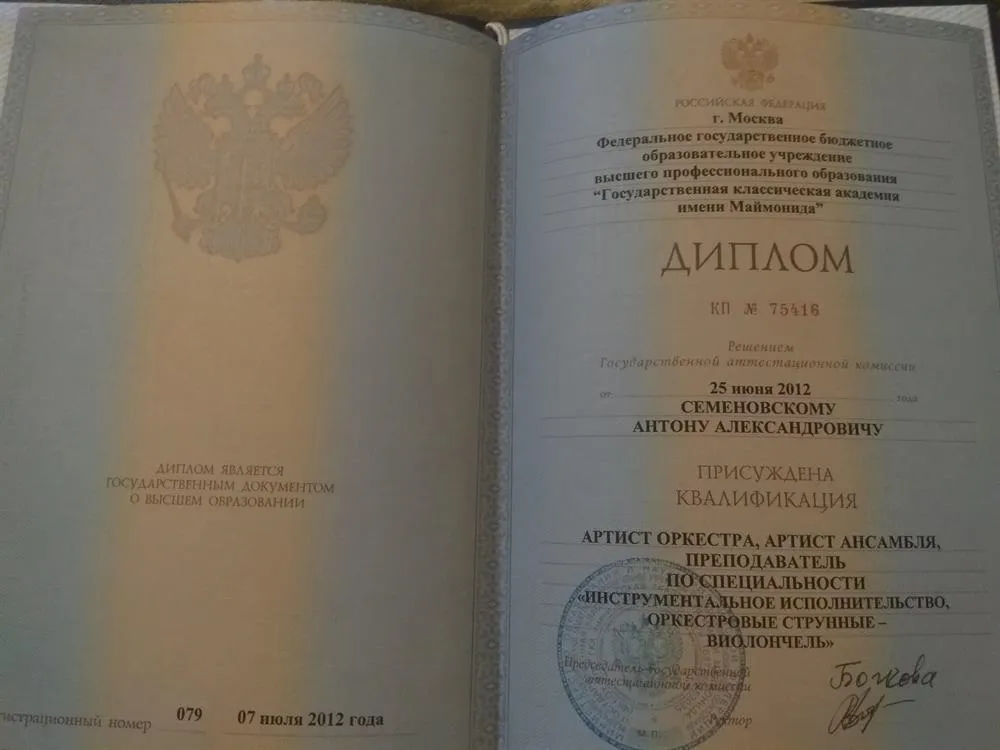 ДИПЛОМ ЯВЛЯЕТСЯ
ГОСУДАРСТВЕННЫМ ДОКУМЕНТОМ
О ВЫСШЕМ ОБРАЗОВАНИИ
номер 079 07 июля 2012 года
РОССИЙСКАЯ ФЕДЕРАЦИЯ
г. Москва
Федеральное государственное бюджетное
образовательное учреждение
высшего профессионального образования
“Государственная классическая академия
имени Маймонида”
ДИПЛОМ
КП № 75416
Решением
Государственной аттестационной комиссии
от 25 июня 2012 года
СЕМЕНОВСКОМУ
АНТОНУ АЛЕКСАНДРОВИЧУ
ПРИСУЖДЕНА
КВАЛИФИКАЦИЯ
АРТИСТ ОРКЕСТРА, АРТИСТ АНСАМБЛЯ,
ПРЕПОДАВАТЕЛЬ
ПО СПЕЦИАЛЬНОСТИ
«ИНСТРУМЕНТАЛЬНОЕ ИСПОЛНИТЕЛЬСТВО,
ОРКЕСТРОВЫЕ СТРУННЫЕ –
ВИОЛОНЧЕЛЬ»
Председатель Государственной
аттестационной комиссии
Ректор
М.П.